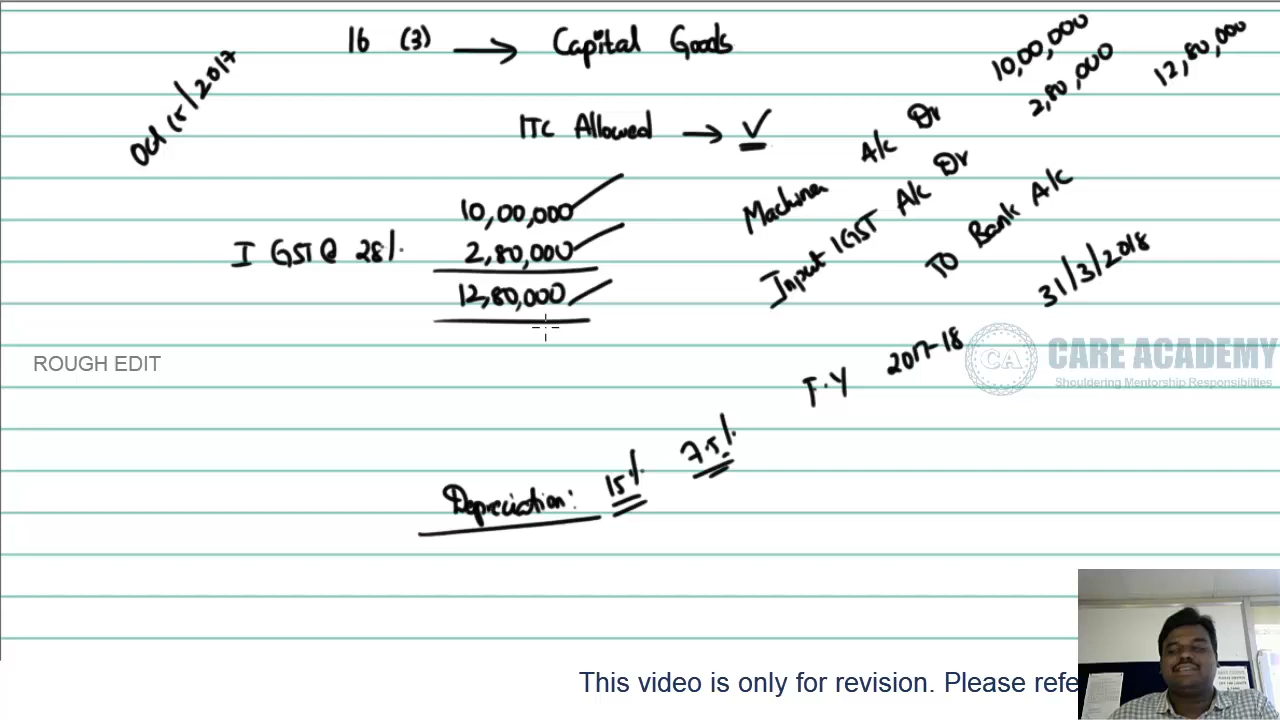 16 (3) → Capital Goods
Oct 15/2017
ITC Allowed → ✓
10,00,000
I GST @ 28%. 2,80,000
12,80,000
Machine A/c Dr 10,00,000
Input IGST A/c Dr 2,80,000
To Bank A/c 12,80,000
31/3/2018
F.Y 2017-18
Depreciation: 15% 7.5%
ROUGH EDIT
CA
CARE ACADEMY
Shouldering Mentorship Responsibilities
This video is only for revision. Please refe